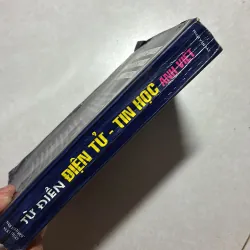 TỪ ĐIỂN ĐIỆN TỬ - TIN HỌC ANH VIỆT